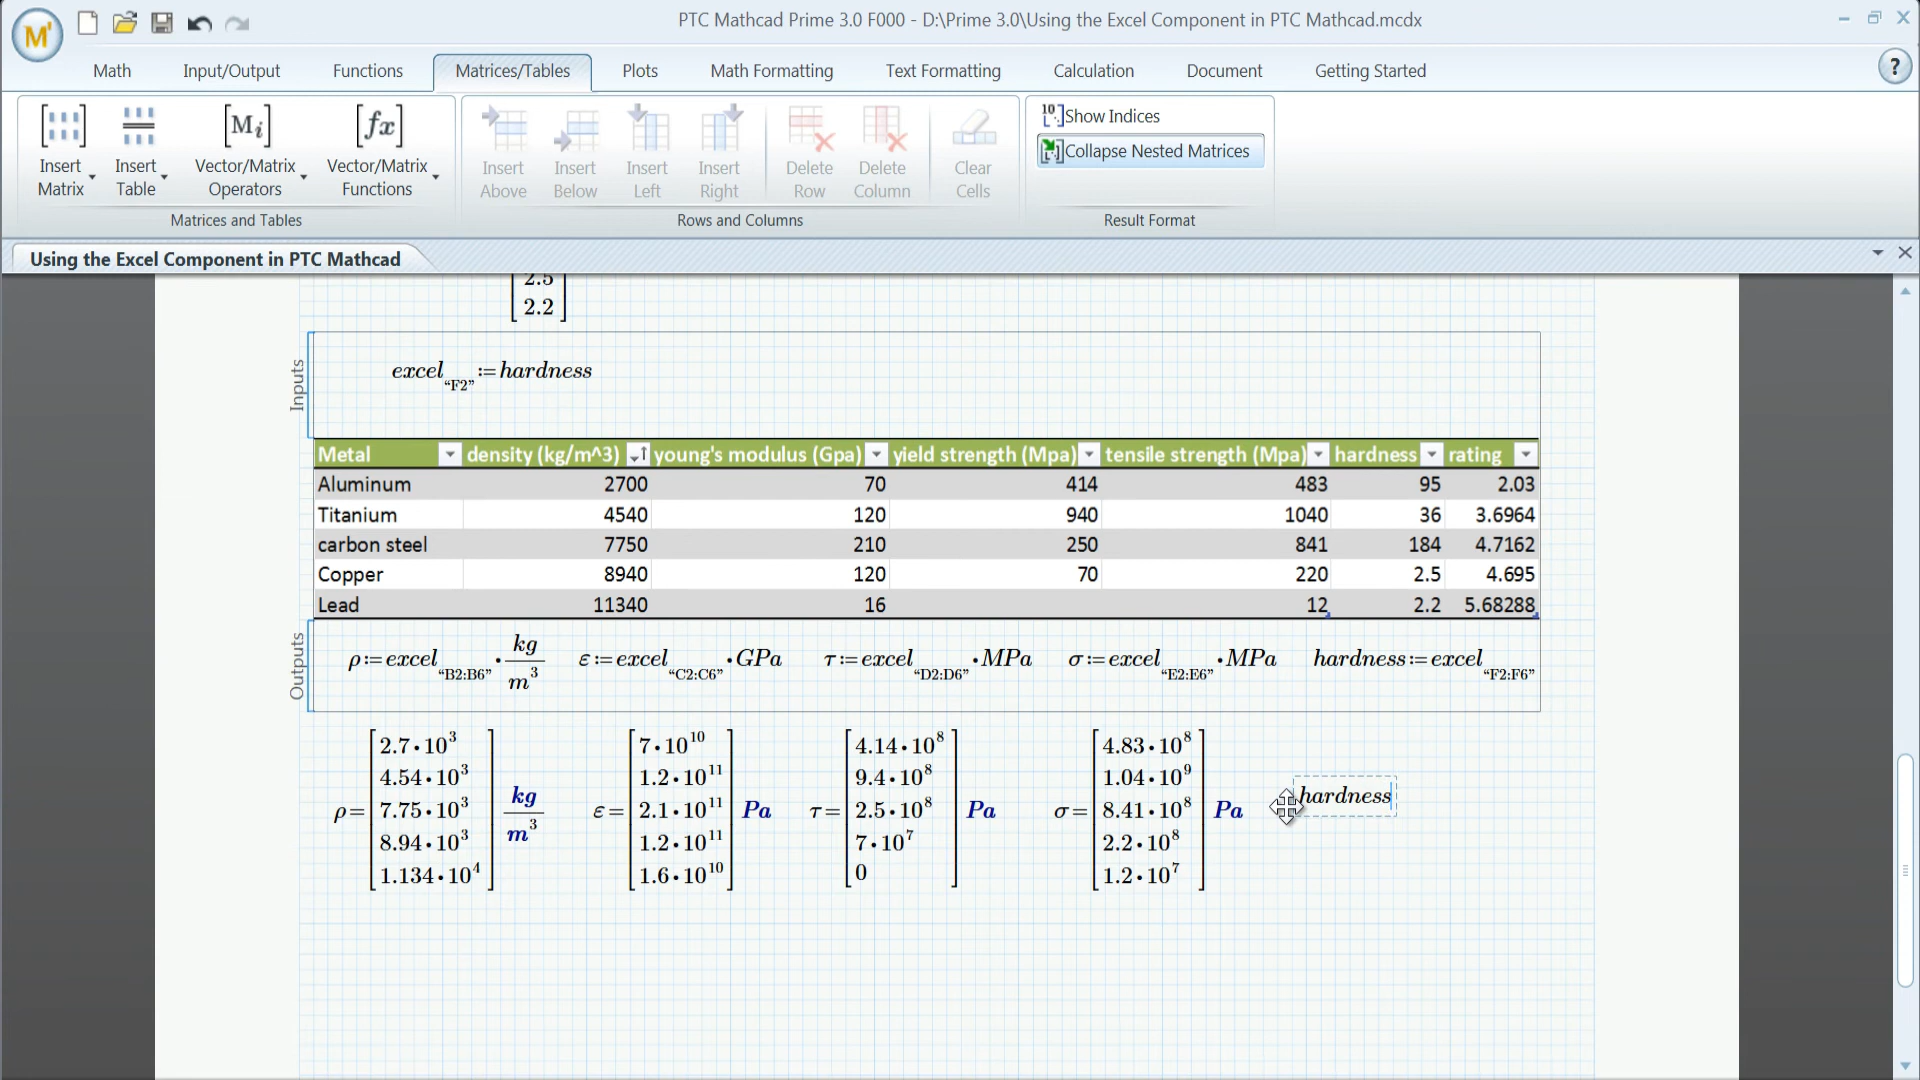 PTC Mathcad Prime 3.0 F000 - D:\Prime 3.0\Using the Excel Component in PTC Mathcad.mcdx
Math Input/Output Functions Matrices/Tables Plots Math Formatting Text Formatting Calculation Document Getting Started
Insert Matrix
Insert Table
Vector/Matrix Operators
Vector/Matrix Functions
Matrices and Tables
Insert Above
Insert Below
Insert Left
Insert Right
Delete Row
Delete Column
Clear Cells
Rows and Columns
Show Indices
Collapse Nested Matrices
Result Format
Using the Excel Component in PTC Mathcad
2.5
2.2
Inputs
excel “F2” := hardness
Metal density (kg/m^3) young's modulus (Gpa) yield strength (Mpa) tensile strength (Mpa) hardness rating
Aluminum 2700 70 414 483 95 2.03
Titanium 4540 120 940 1040 36 3.6964
carbon steel 7750 210 250 841 184 4.7162
Copper 8940 120 70 220 2.5 4.695
Lead 11340 16 12 2.2 5.68288
Outputs
ρ := excel “B2:B6” · kg/m³ ε := excel “C2:C6” · GPa τ := excel “D2:D6” · MPa σ := excel “E2:E6” · MPa hardness := excel “F2:F6”
ρ = [2.7·10³ 4.54·10³ 7.75·10³ 8.94·10³ 1.134·10⁴] kg/m³
ε = [7·10¹⁰ 1.2·10¹¹ 2.1·10¹¹ 1.2·10¹¹ 1.6·10¹⁰] Pa
τ = [4.14·10⁸ 9.4·10⁸ 2.5·10⁸ 7·10⁷ 0] Pa
σ = [4.83·10⁸ 1.04·10⁹ 8.41·10⁸ 2.2·10⁸ 1.2·10⁷] Pa
hardness